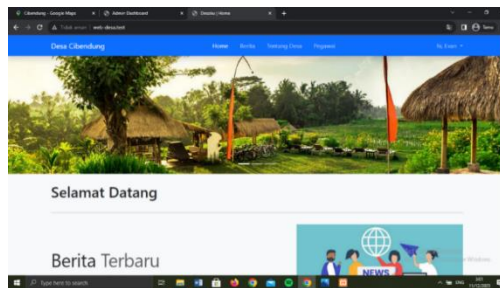 Cibendung - Google Maps
Admin Dashboard
Desaku | Home
Tidak aman | web-desa.test
Desa Cibendung
Home Berita Tentang Desa Pegawai
Selamat Datang
Berita Terbaru
NEWS
Type here to search
ENG